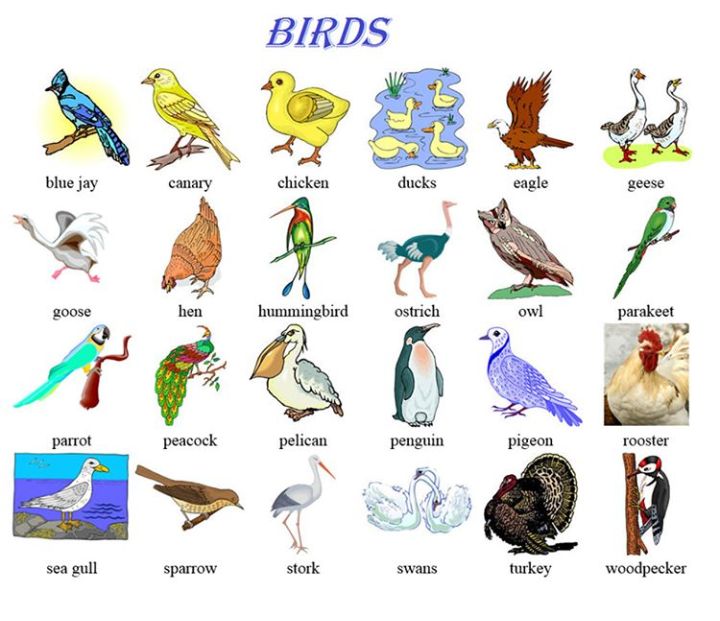 BIRDS
blue jay canary chicken ducks eagle geese
goose hen hummingbird ostrich owl parakeet
parrot peacock pelican penguin pigeon rooster
sea gull sparrow stork swans turkey woodpecker